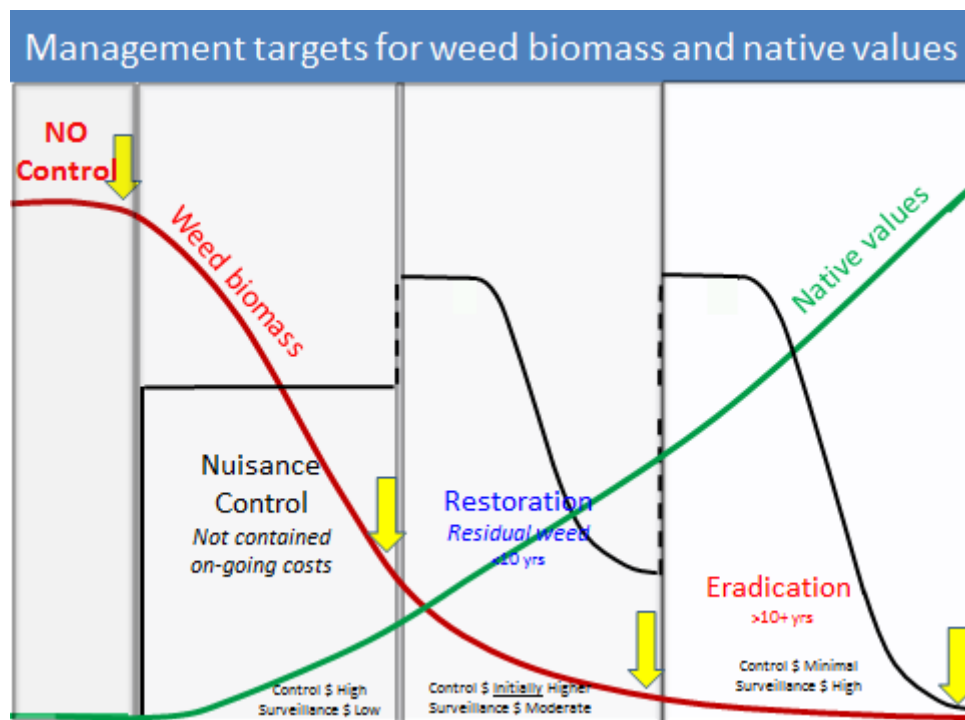 Management targets for weed biomass and native values
NO
Control
Weed biomass
Native values
Nuisance
Control
Not contained
on-going costs
Control $ High
Surveillance $ Low
Restoration
Residual weed
<10 yrs
Control $ Initially Higher
Surveillance $ Moderate
Eradication
>10+ yrs
Control $ Minimal
Surveillance $ High